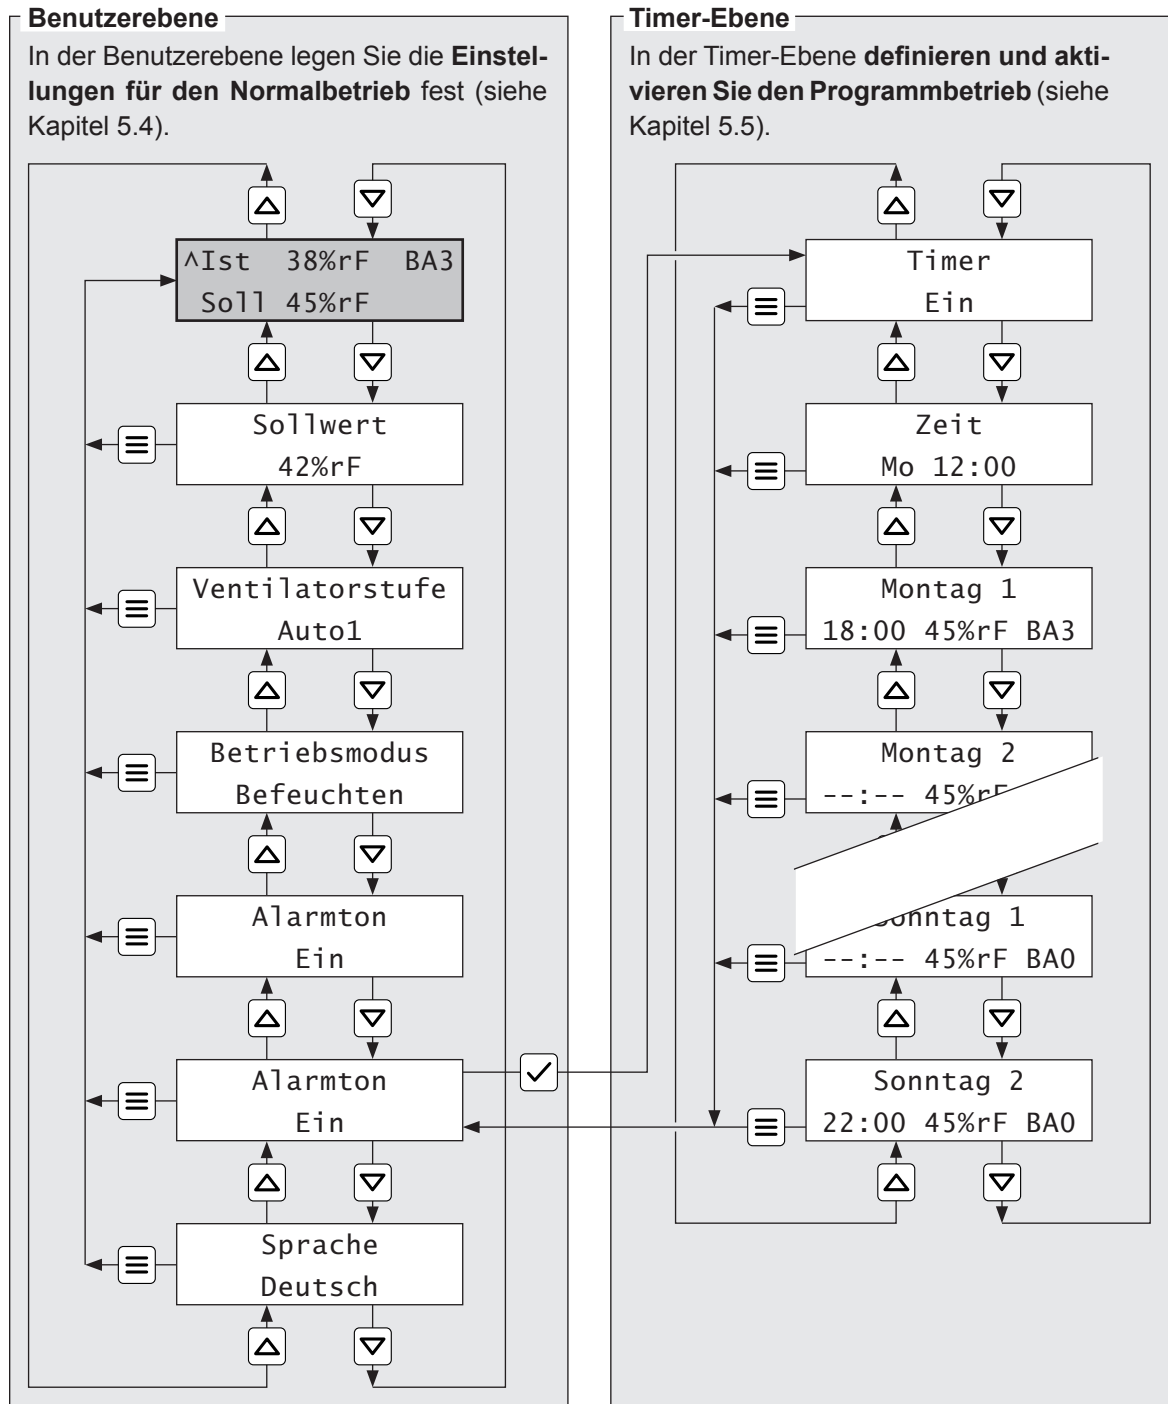 Benutzerebene
In der Benutzerebene legen Sie die Einstel-
lungen für den Normalbetrieb fest (siehe
Kapitel 5.4).
^Ist 38%rF BA3
Soll 45%rF
Sollwert
42%rF
Ventilatorstufe
Auto1
Betriebsmodus
Befeuchten
Alarmton
Ein
Alarmton
Ein
Sprache
Deutsch
Timer-Ebene
In der Timer-Ebene definieren und akti-
vieren Sie den Programmbetrieb (siehe
Kapitel 5.5).
Timer
Ein
Zeit
Mo 12:00
Montag 1
18:00 45%rF BA3
Montag 2
--:-- 45%rF
Sonntag 1
--:-- 45%rF BA0
Sonntag 2
22:00 45%rF BA0